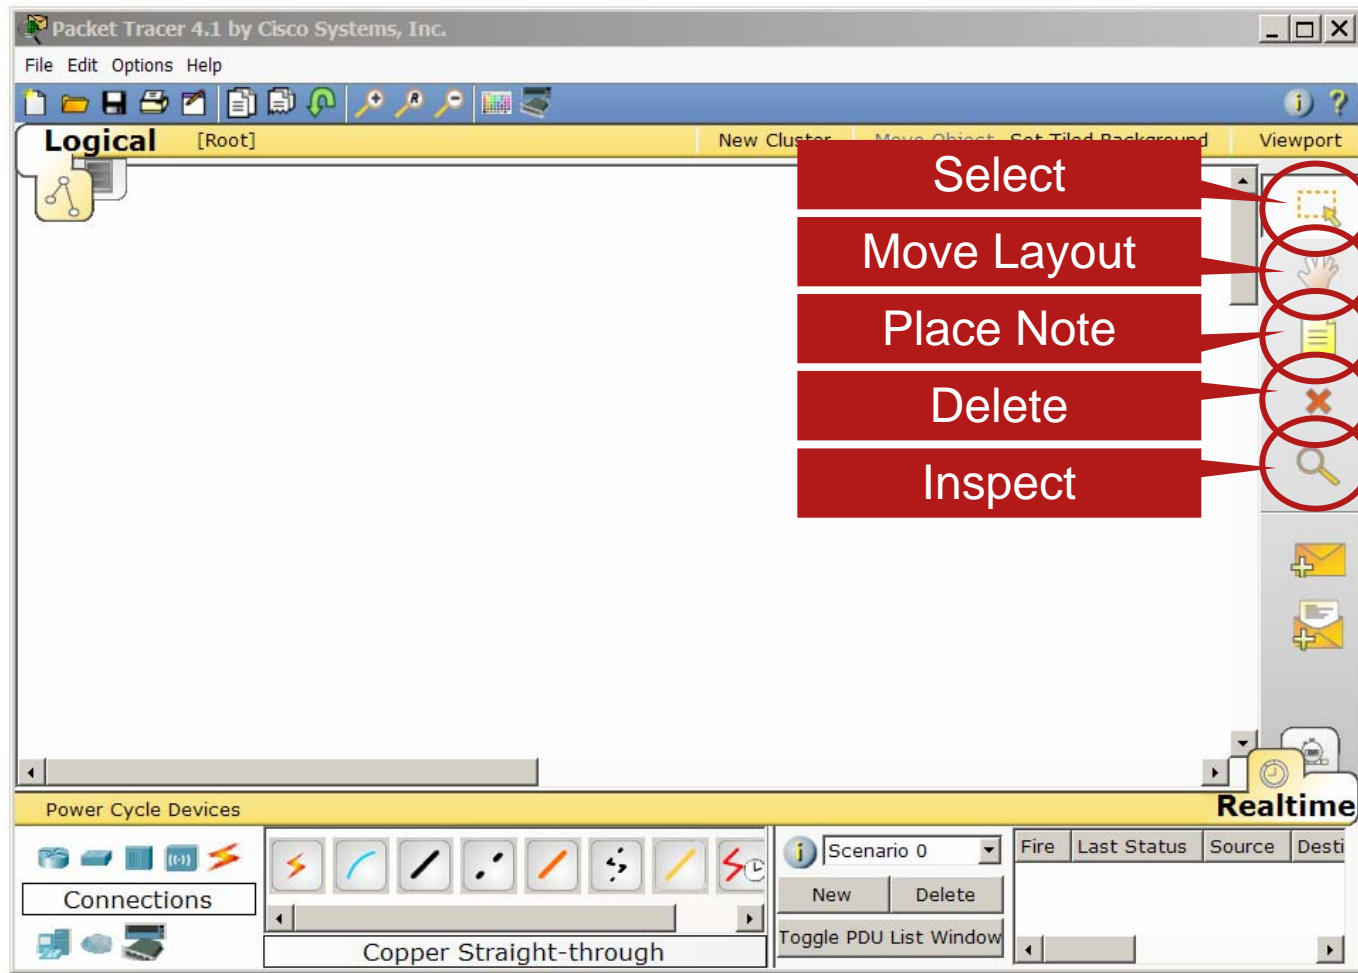 Packet Tracer 4.1 by Cisco Systems, Inc.
File Edit Options Help
Logical [Root] New Cluster Move Object Set Tiled Background Viewport
Select
Move Layout
Place Note
Delete
Inspect
Power Cycle Devices Realtime
Scenario 0 Fire Last Status Source Desti
Connections New Delete
Toggle PDU List Window
Copper Straight-through